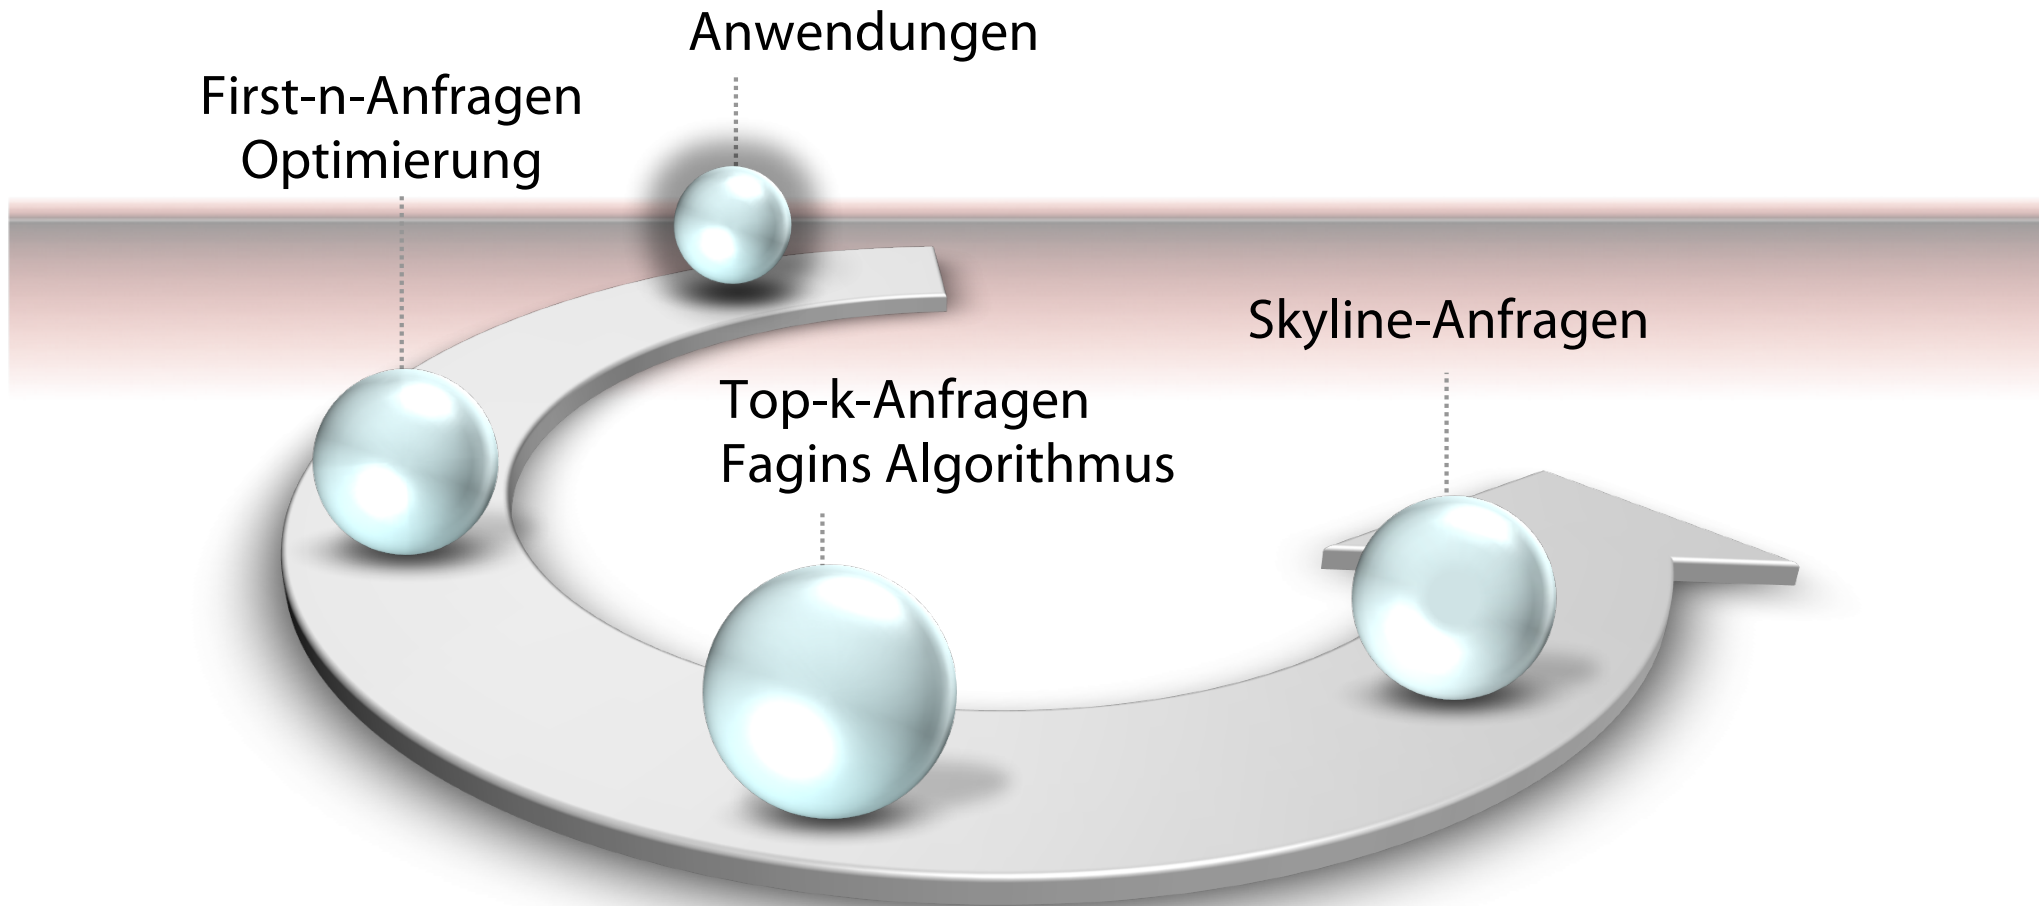 Anwendungen
First-n-Anfragen
Optimierung
Skyline-Anfragen
Top-k-Anfragen
Fagins Algorithmus